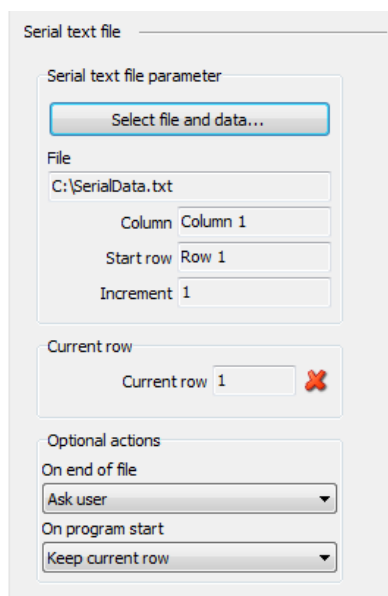 Serial text file
Serial text file parameter
Select file and data...
File
C:\SerialData.txt
Column Column 1
Start row Row 1
Increment 1
Current row
Current row 1
Optional actions
On end of file
Ask user
On program start
Keep current row